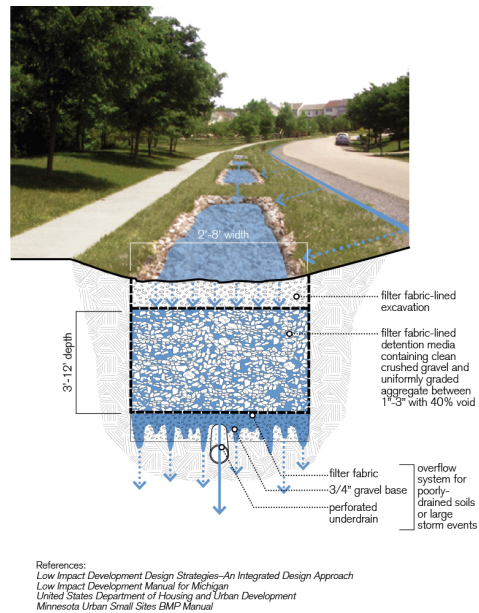 2'-8' width
3'-12' depth
filter fabric-lined
excavation
filter fabric-lined
detention media
containing clean
crushed gravel and
uniformly graded
aggregate between
1"-3" with 40% void
filter fabric
3/4" gravel base
perforated
underdrain
overflow
system for
poorly-
drained soils
or large
storm events
References:
Low Impact Development Design Strategies–An Integrated Design Approach
Low Impact Development Manual for Michigan
United States Department of Housing and Urban Development
Minnesota Urban Small Sites BMP Manual